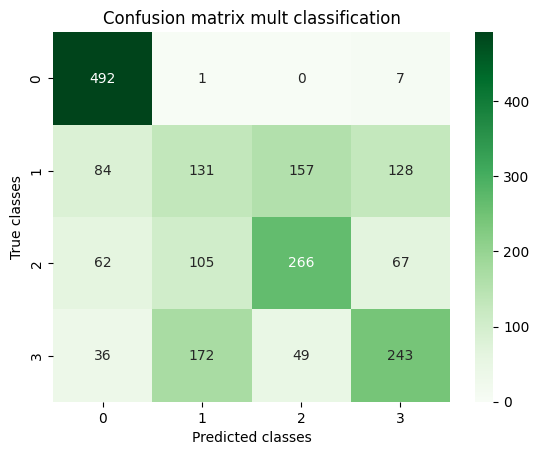 Confusion matrix mult classification
True classes
0
492 1 0 7
1
84 131 157 128
2
62 105 266 67
3
36 172 49 243
0 1 2 3
Predicted classes
400
300
200
100
0